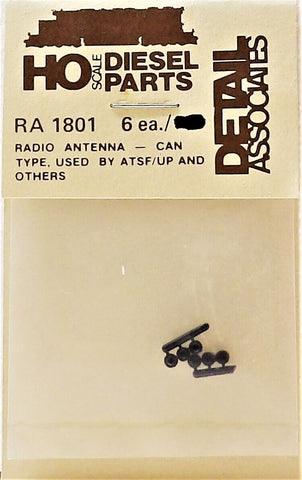 HO SCALE DIESEL
PARTS
RA 1801 6 ea./
RADIO ANTENNA — CAN
TYPE, USED BY ATSF/UP AND
OTHERS
DETAIL
ASSOCIATES